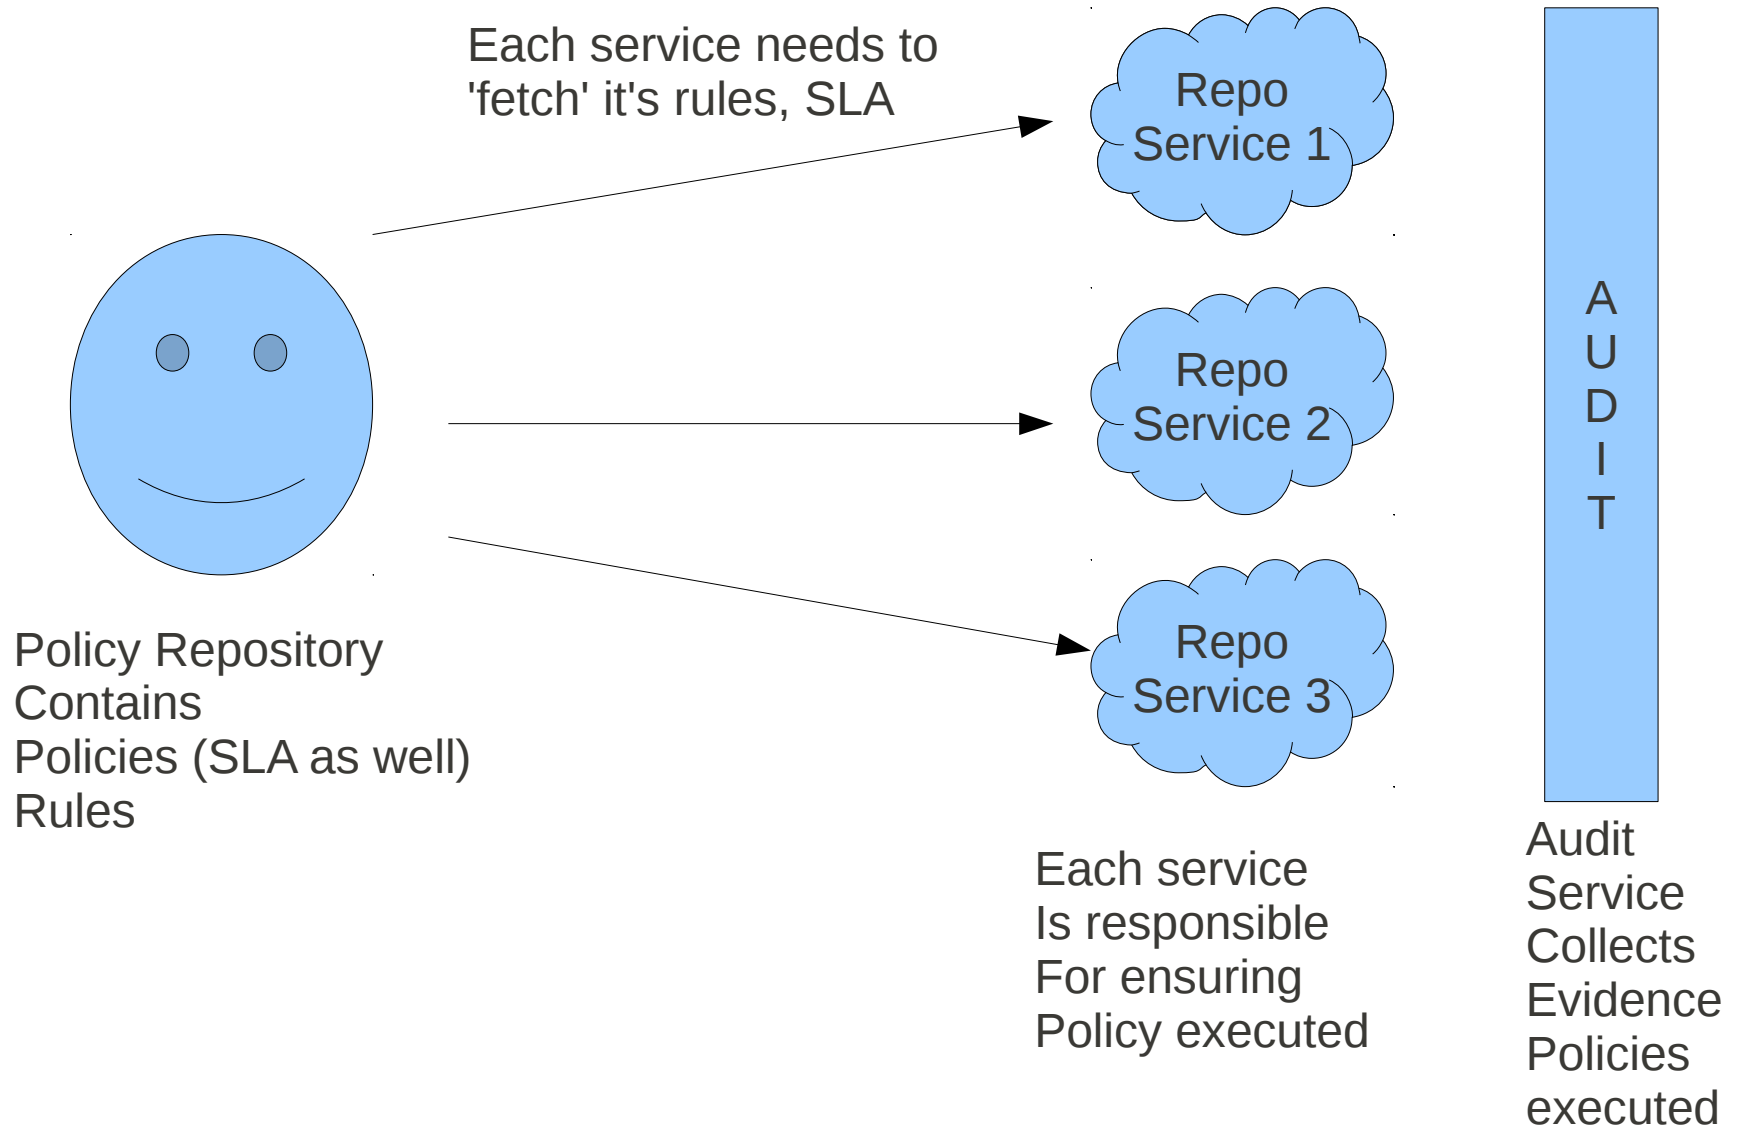 Each service needs to
'fetch' it's rules, SLA
Repo
Service 1
Repo
Service 2
Repo
Service 3
A
U
D
I
T
Policy Repository
Contains
Policies (SLA as well)
Rules
Each service
Is responsible
For ensuring
Policy executed
Audit
Service
Collects
Evidence
Policies
executed